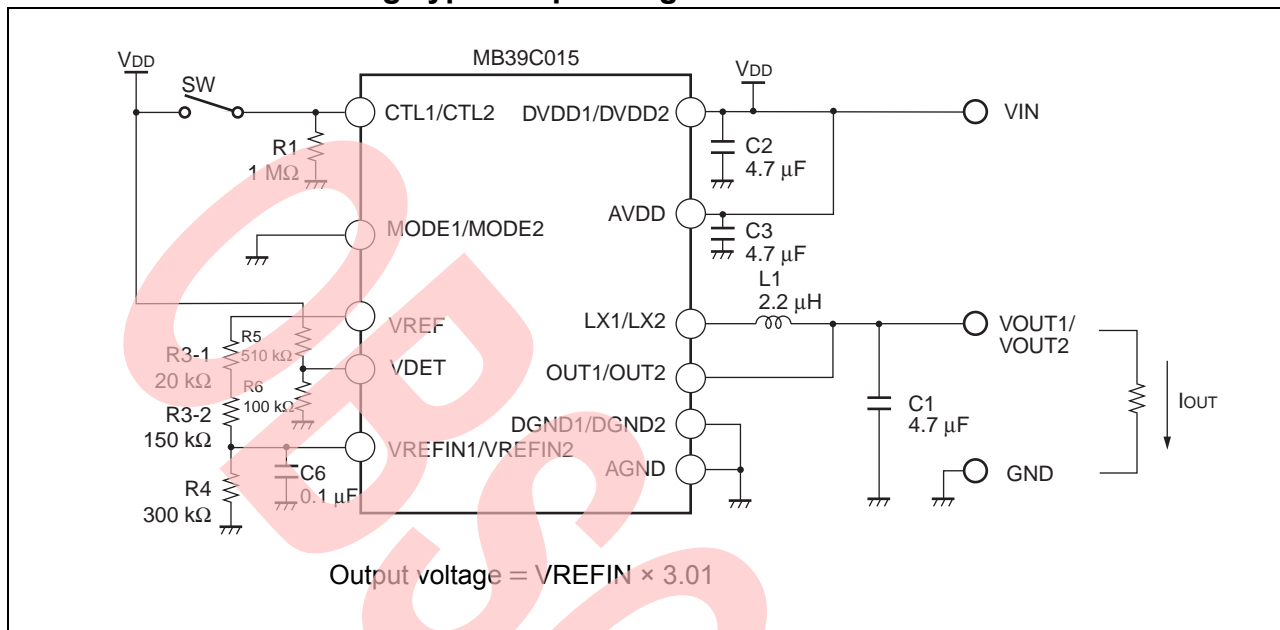 MB39C015
VDD
SW
CTL1/CTL2
R1
1 MΩ
MODE1/MODE2
VREF
R5
510 kΩ
R3-1
20 kΩ
VDET
R6
100 kΩ
R3-2
150 kΩ
VREFIN1/VREFIN2
C6
0.1 μF
R4
300 kΩ
VDD
DVDD1/DVDD2
VIN
C2
4.7 μF
AVDD
C3
4.7 μF
L1
2.2 μH
LX1/LX2
VOUT1/
VOUT2
OUT1/OUT2
C1
4.7 μF
IOUT
DGND1/DGND2
AGND
GND
Output voltage = VREFIN × 3.01